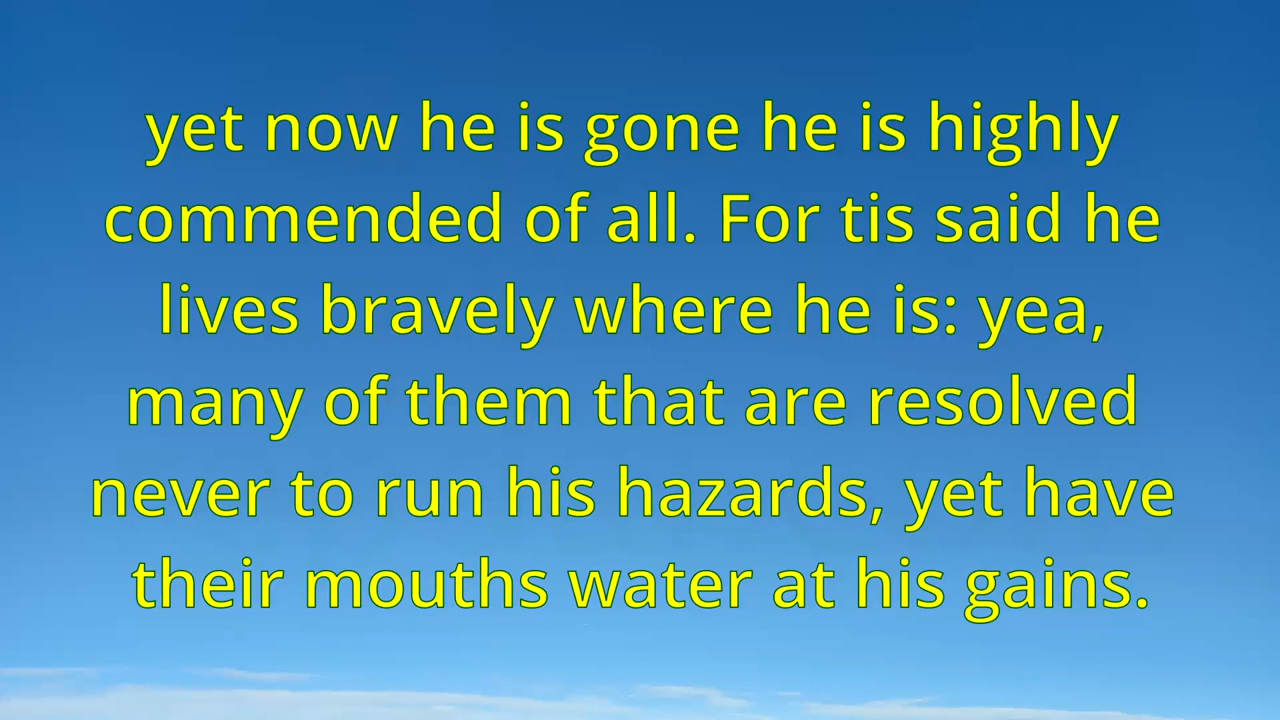 yet now he is gone he is highly
commended of all. For tis said he
lives bravely where he is: yea,
many of them that are resolved
never to run his hazards, yet have
their mouths water at his gains.